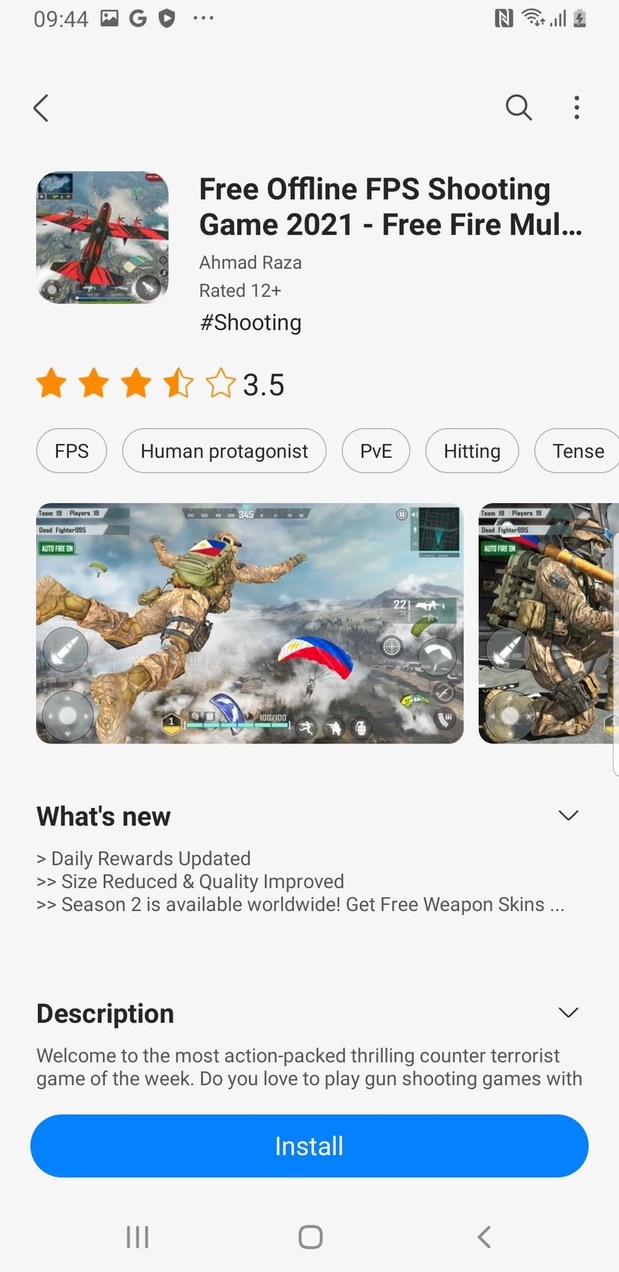 09:44
Free Offline FPS Shooting
Game 2021 - Free Fire Mul...
Ahmad Raza
Rated 12+
#Shooting
3.5
FPS
Human protagonist
PvE
Hitting
Tense
Team 19 | Players 19
345
Dead Fighter995
AUTO FIRE ON
22
1
100/100
Team 19 | Players 19
Dead Fighter995
AUTO FIRE ON
What's new
> Daily Rewards Updated
>> Size Reduced & Quality Improved
>> Season 2 is available worldwide! Get Free Weapon Skins ...
Description
Welcome to the most action-packed thrilling counter terrorist
game of the week. Do you love to play gun shooting games with
Install